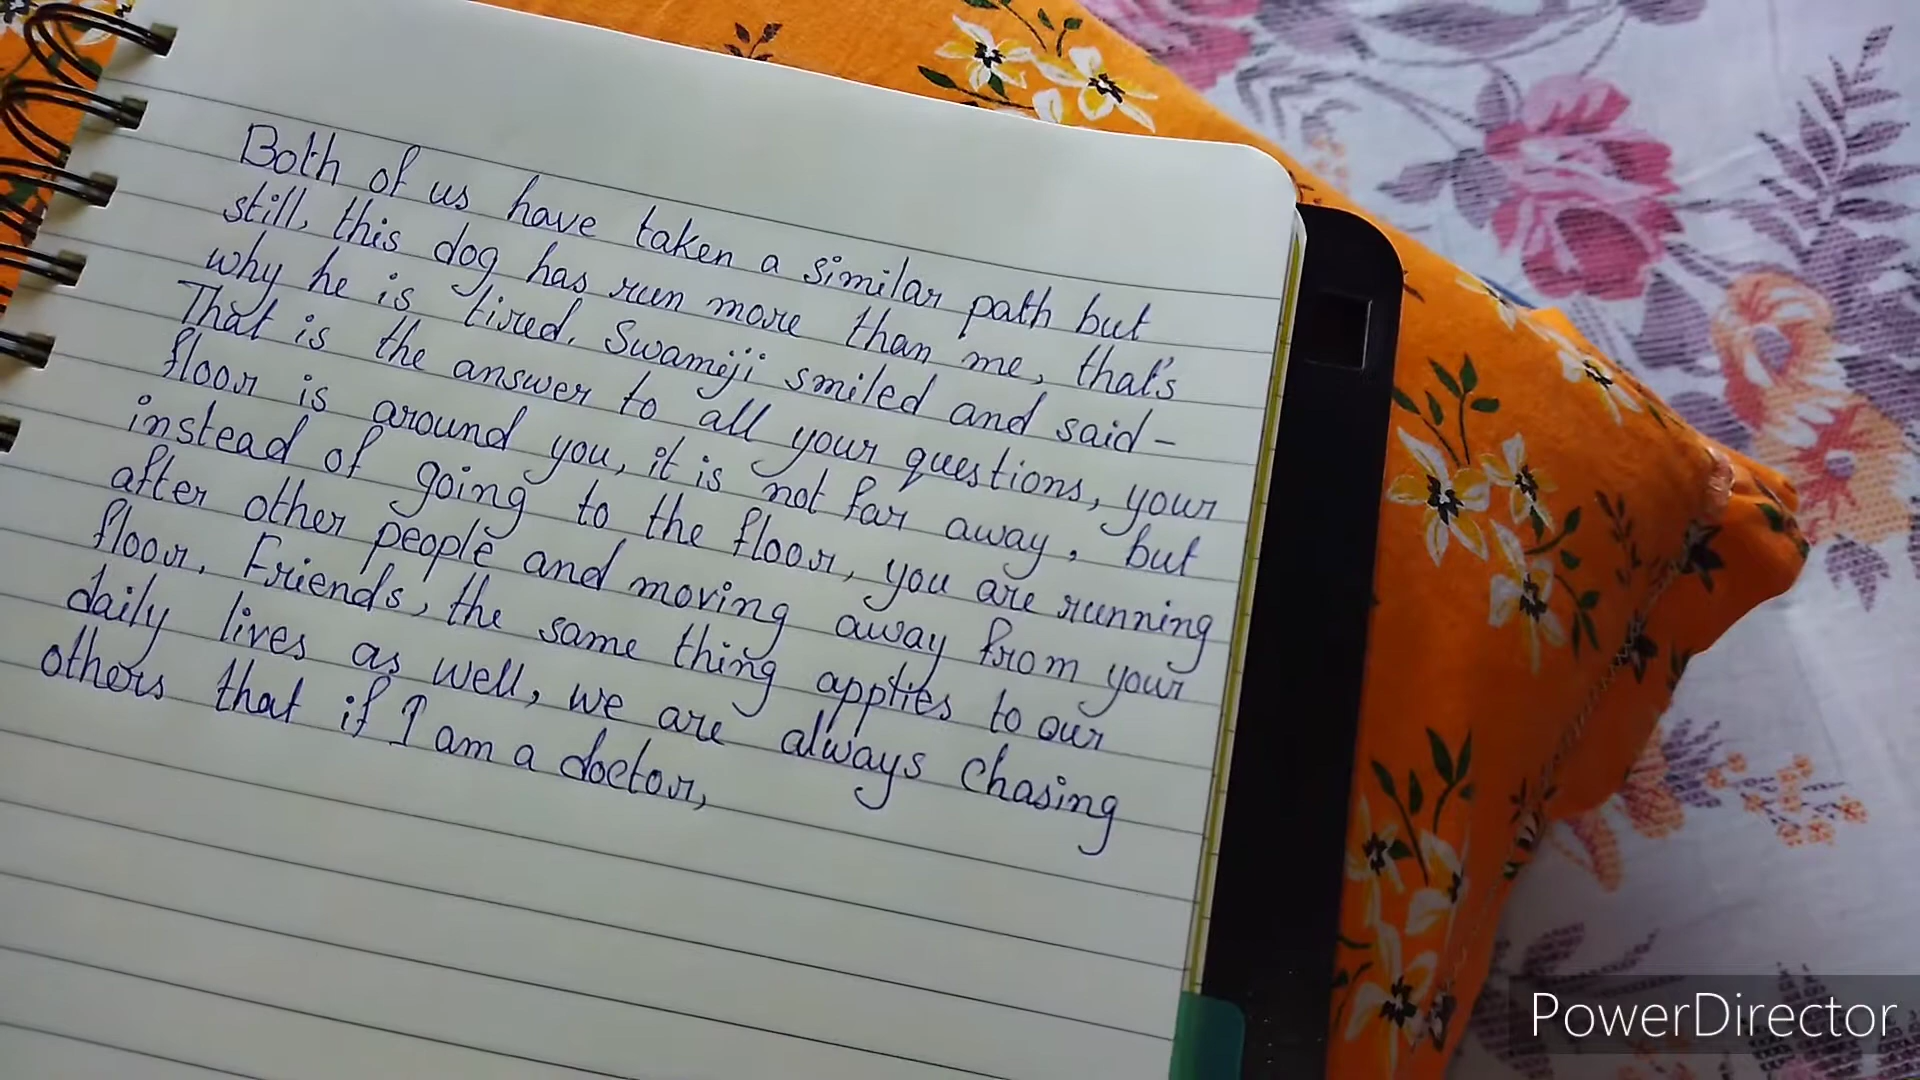 Both of us have taken a similar path but
still, this dog has run more than me, that's
why he is tired. Swamiji smiled and said -
That is the answer to all your questions, your
floor is around you, it is not far away, but
instead of going to the floor, you are running
after other people and moving away from your
floor. Friends, the same thing applies to our
daily lives as well, we are always chasing
others that if I am a doctor,
PowerDirector